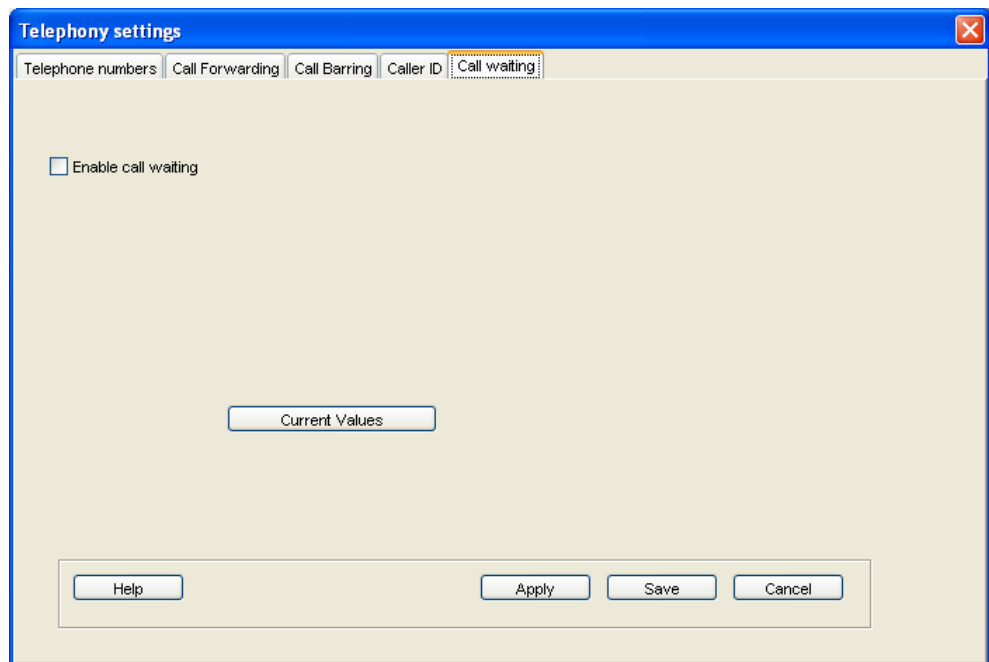 Telephony settings
Telephone numbers Call Forwarding Call Barring Caller ID Call waiting
Enable call waiting
Current Values
Help Apply Save Cancel